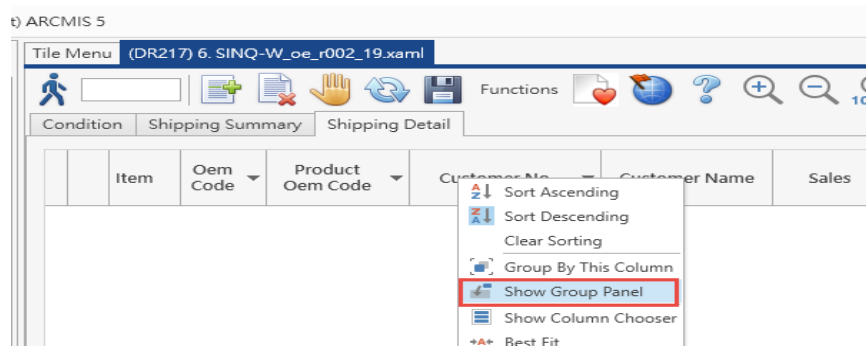 t) ARCMIS 5
Tile Menu (DR217) 6. SINQ-W_oe_r002_19.xaml
Functions
Condition Shipping Summary Shipping Detail
Item Oem Code Product Oem Code Customer No Customer Name Sales
Sort Ascending
Sort Descending
Clear Sorting
Group By This Column
Show Group Panel
Show Column Chooser
Best Fit